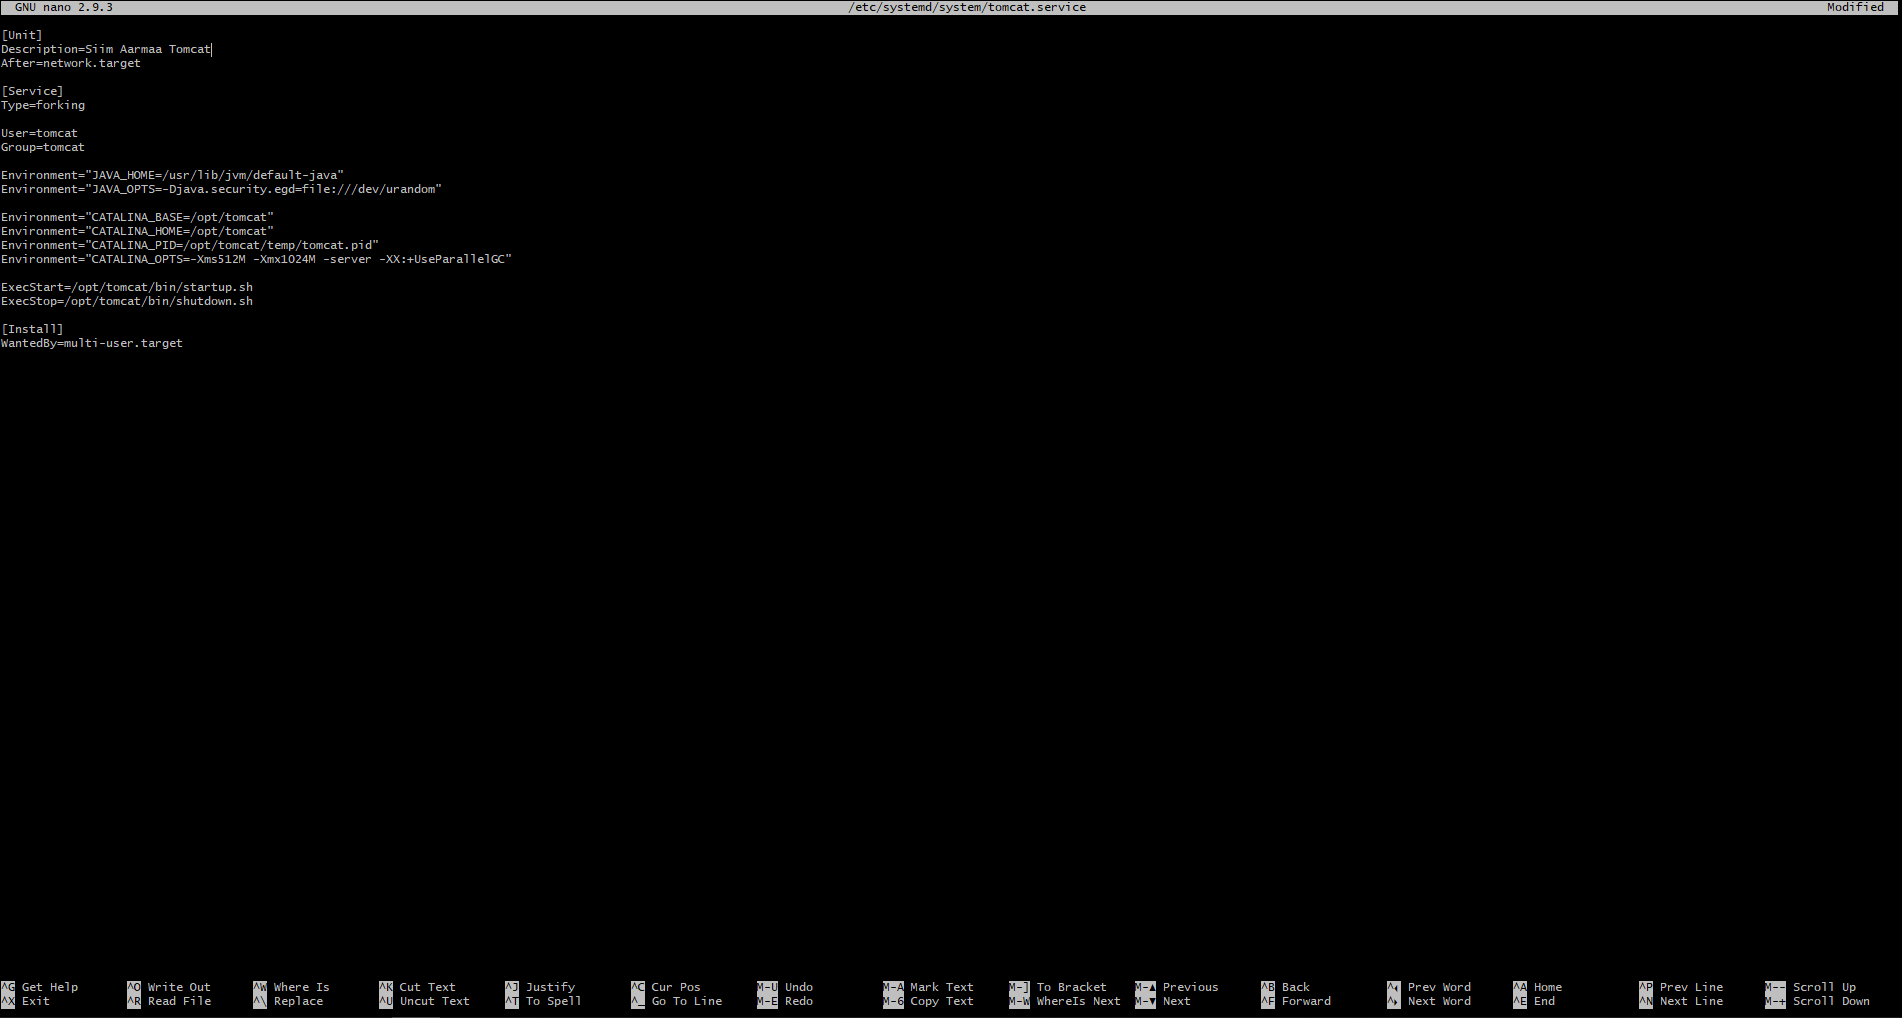 GNU nano 2.9.3 /etc/systemd/system/tomcat.service Modified
[Unit]
Description=Siim Aarmaa Tomcat
After=network.target
[Service]
Type=forking
User=tomcat
Group=tomcat
Environment="JAVA_HOME=/usr/lib/jvm/default-java"
Environment="JAVA_OPTS=-Djava.security.egd=file:///dev/urandom"
Environment="CATALINA_BASE=/opt/tomcat"
Environment="CATALINA_HOME=/opt/tomcat"
Environment="CATALINA_PID=/opt/tomcat/temp/tomcat.pid"
Environment="CATALINA_OPTS=-Xms512M -Xmx1024M -server -XX:+UseParallelGC"
ExecStart=/opt/tomcat/bin/startup.sh
ExecStop=/opt/tomcat/bin/shutdown.sh
[Install]
WantedBy=multi-user.target
^G Get Help ^O Write Out ^W Where Is ^K Cut Text ^J Justify ^C Cur Pos M-U Undo M-A Mark Text M-] To Bracket M-▲ Previous ^B Back ^◂ Prev Word ^A Home ^P Prev Line M-- Scroll Up
^X Exit ^R Read File ^\ Replace ^U Uncut Text ^T To Spell ^_ Go To Line M-E Redo M-6 Copy Text M-W WhereIs Next M-▼ Next ^F Forward ^▸ Next Word ^E End ^N Next Line M-+ Scroll Down